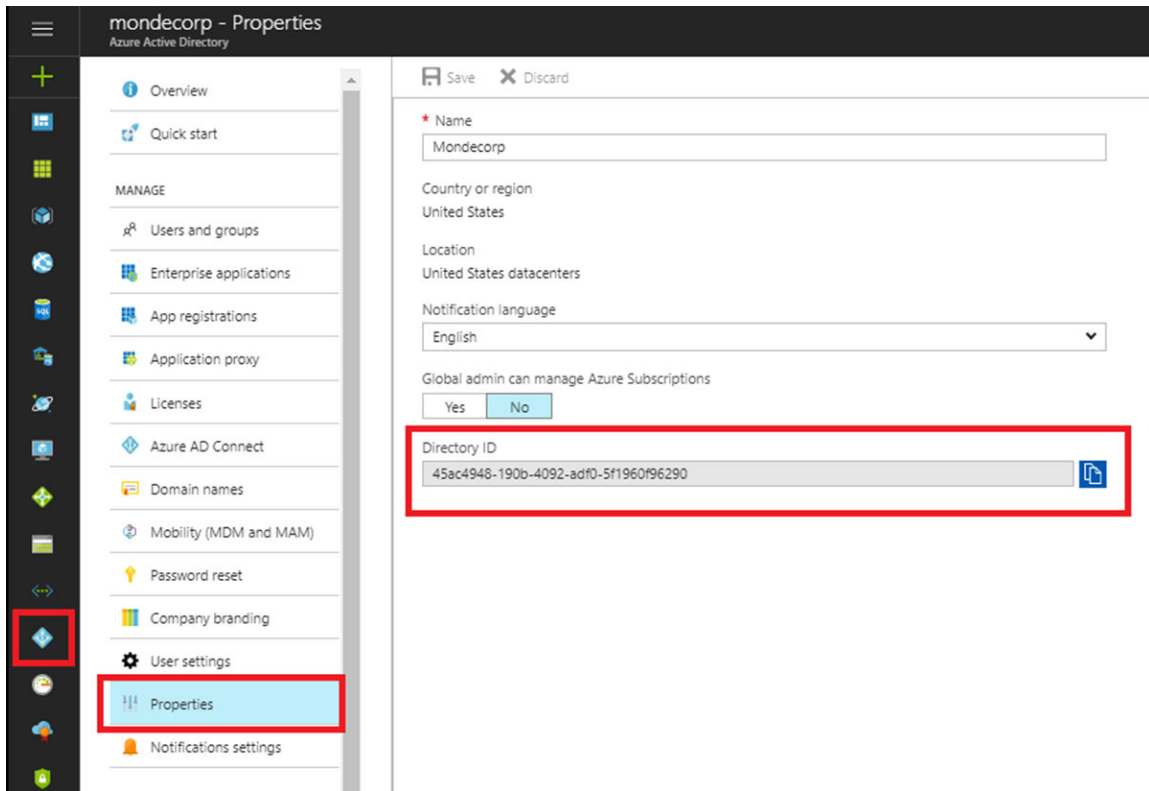 mondecorp - Properties
Azure Active Directory
Overview
Quick start
MANAGE
Users and groups
Enterprise applications
App registrations
Application proxy
Licenses
Azure AD Connect
Domain names
Mobility (MDM and MAM)
Password reset
Company branding
User settings
Properties
Notifications settings
Save Discard
* Name
Mondecorp
Country or region
United States
Location
United States datacenters
Notification language
English
Global admin can manage Azure Subscriptions
Yes No
Directory ID
45ac4948-190b-4092-adf0-5f1960f96290
SQL